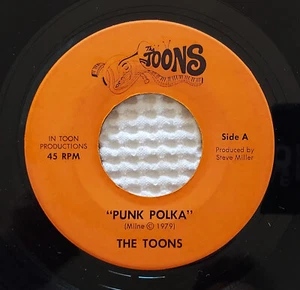 The
TOONS
IN TOON
PRODUCTIONS
45 RPM
Side A
Produced by
Steve Miller
"PUNK POLKA"
(Milne © 1979)
THE TOONS